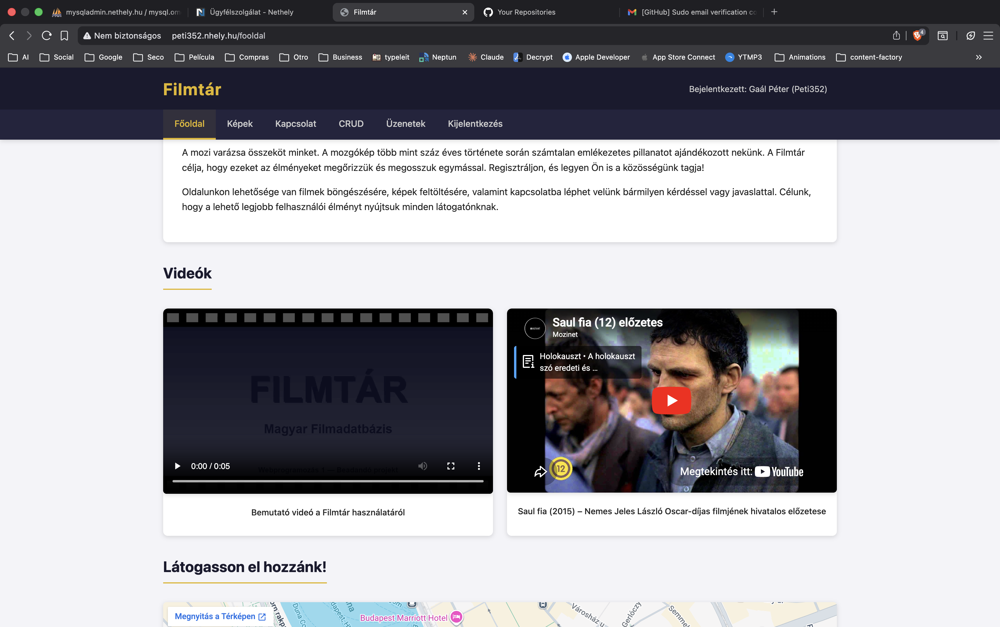 mysqladmin.nethely.hu / mysql.om
Ügyfélszolgálat - Nethely
Filmtár
Your Repositories
[GitHub] Sudo email verification co
Nem biztonságos peti352.nhely.hu/fooldal
4
AI Social Google Seco Película Compras Otro Business typeleit Neptun Claude Decrypt Apple Developer App Store Connect YTMP3 Animations content-factory
Filmtár
Bejelentkezett: Gaál Péter (Peti352)
Főoldal Képek Kapcsolat CRUD Üzenetek Kijelentkezés
A mozi varázsa összeköt minket. A mozgókép több mint száz éves története során számtalan emlékezetes pillanatot ajándékozott nekünk. A Filmtár
célja, hogy ezeket az élményeket megőrizzük és megosszuk egymással. Regisztráljon, és legyen Ön is a közösségünk tagja!
Oldalunkon lehetősége van filmek böngészésére, képek feltöltésére, valamint kapcsolatba léphet velünk bármilyen kérdéssel vagy javaslattal. Célunk,
hogy a lehető legjobb felhasználói élményt nyújtsuk minden látogatónknak.
Videók
FILMTÁR
Magyar Filmadatbázis
Webprogramozás 1 — Beadandó projekt
0:00 / 0:05
Bemutató videó a Filmtár használatáról
mozinet
Saul fia (12) előzetes
Mozinet
Holokauszt • A holokauszt
szó eredeti és ...
12
Megtekintés itt: YouTube
Saul fia (2015) – Nemes Jeles László Oscar-díjas filmjének hivatalos előzetese
Látogasson el hozzánk!
Megnyitás a Térképen
Budapest Marriott Hotel
Városház u
Gerlóczy
Semmel